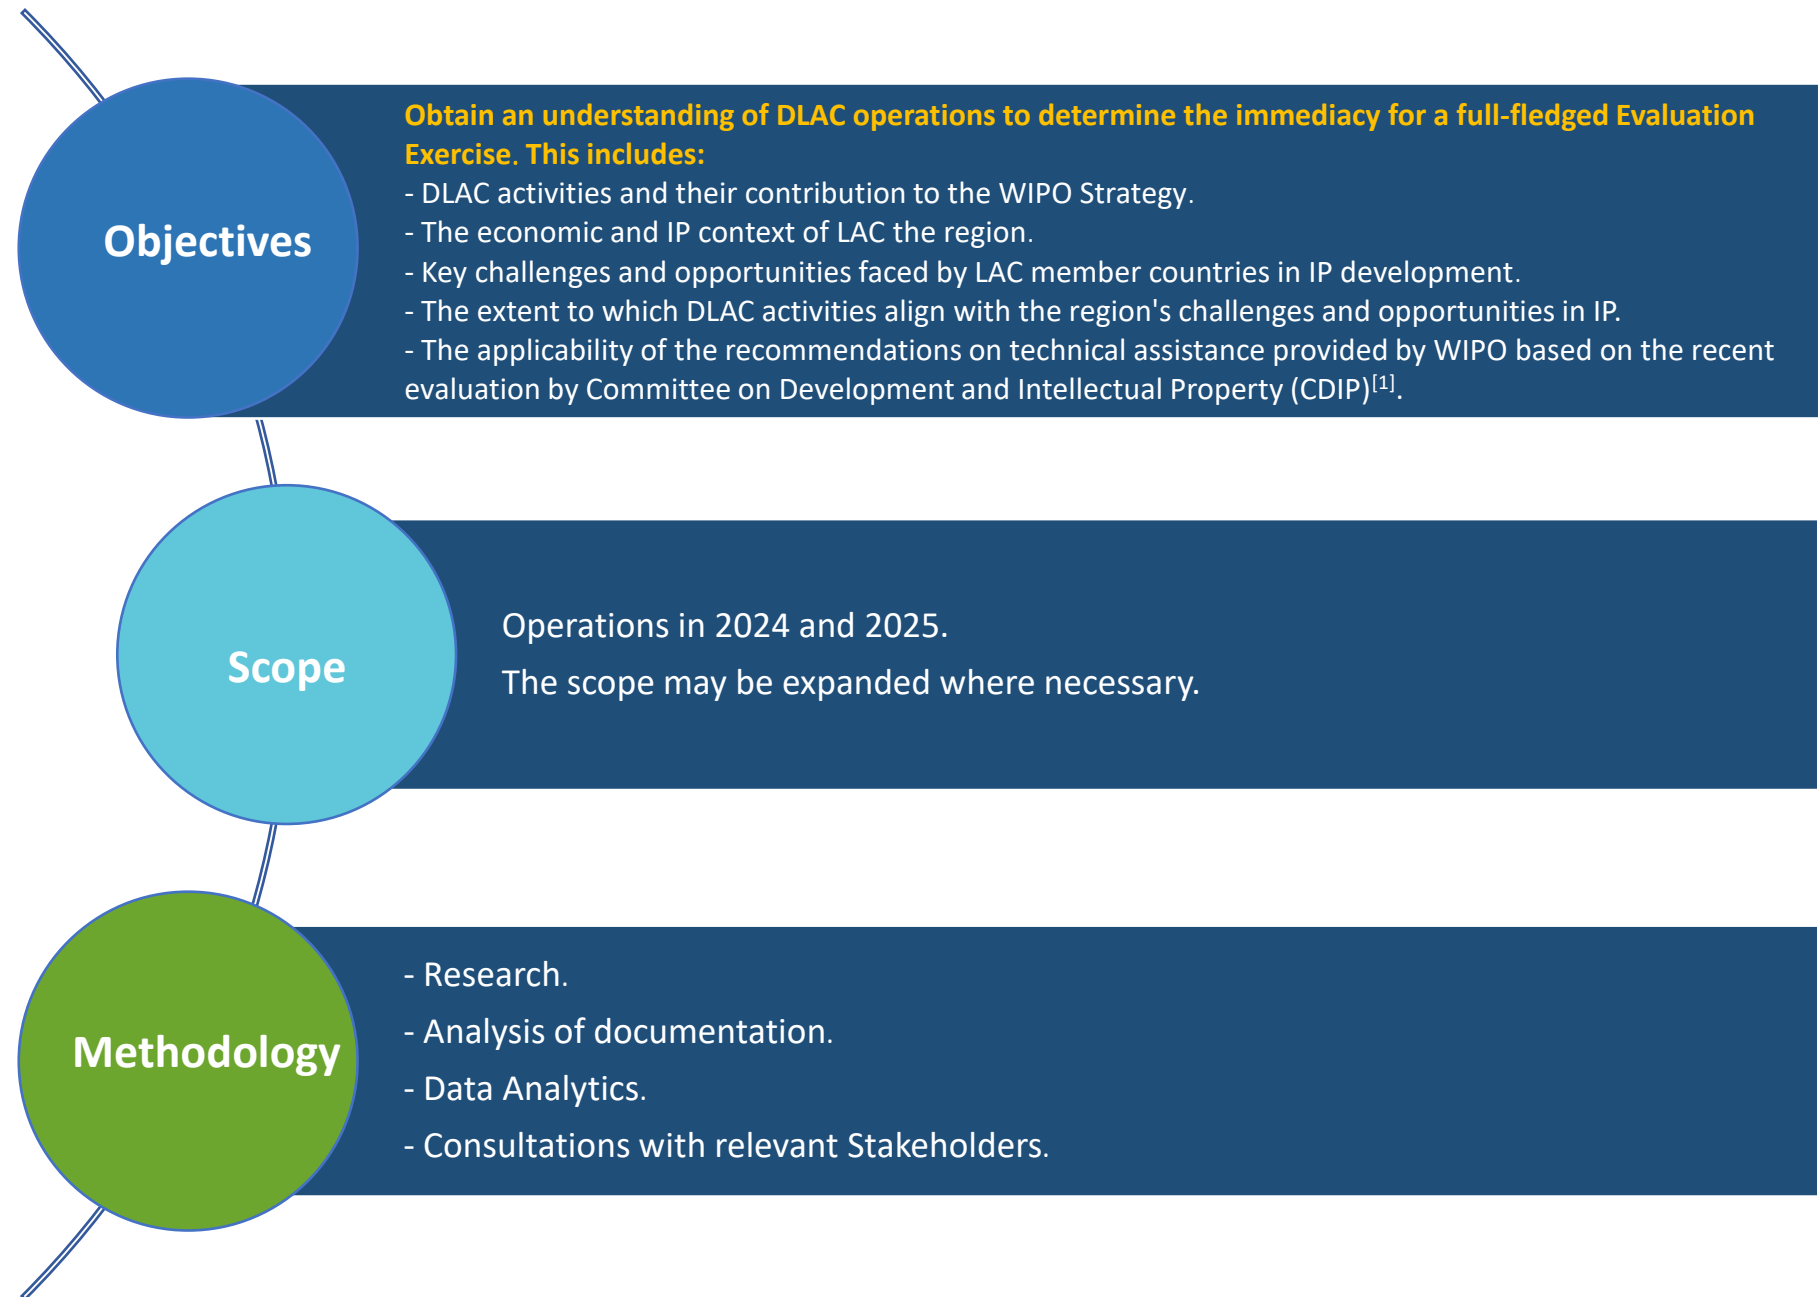 Objectives
Obtain an understanding of DLAC operations to determine the immediacy for a full-fledged Evaluation
Exercise. This includes:
- DLAC activities and their contribution to the WIPO Strategy.
- The economic and IP context of LAC the region.
- Key challenges and opportunities faced by LAC member countries in IP development.
- The extent to which DLAC activities align with the region's challenges and opportunities in IP.
- The applicability of the recommendations on technical assistance provided by WIPO based on the recent
evaluation by Committee on Development and Intellectual Property (CDIP)[1].
Scope
Operations in 2024 and 2025.
The scope may be expanded where necessary.
Methodology
- Research.
- Analysis of documentation.
- Data Analytics.
- Consultations with relevant Stakeholders.